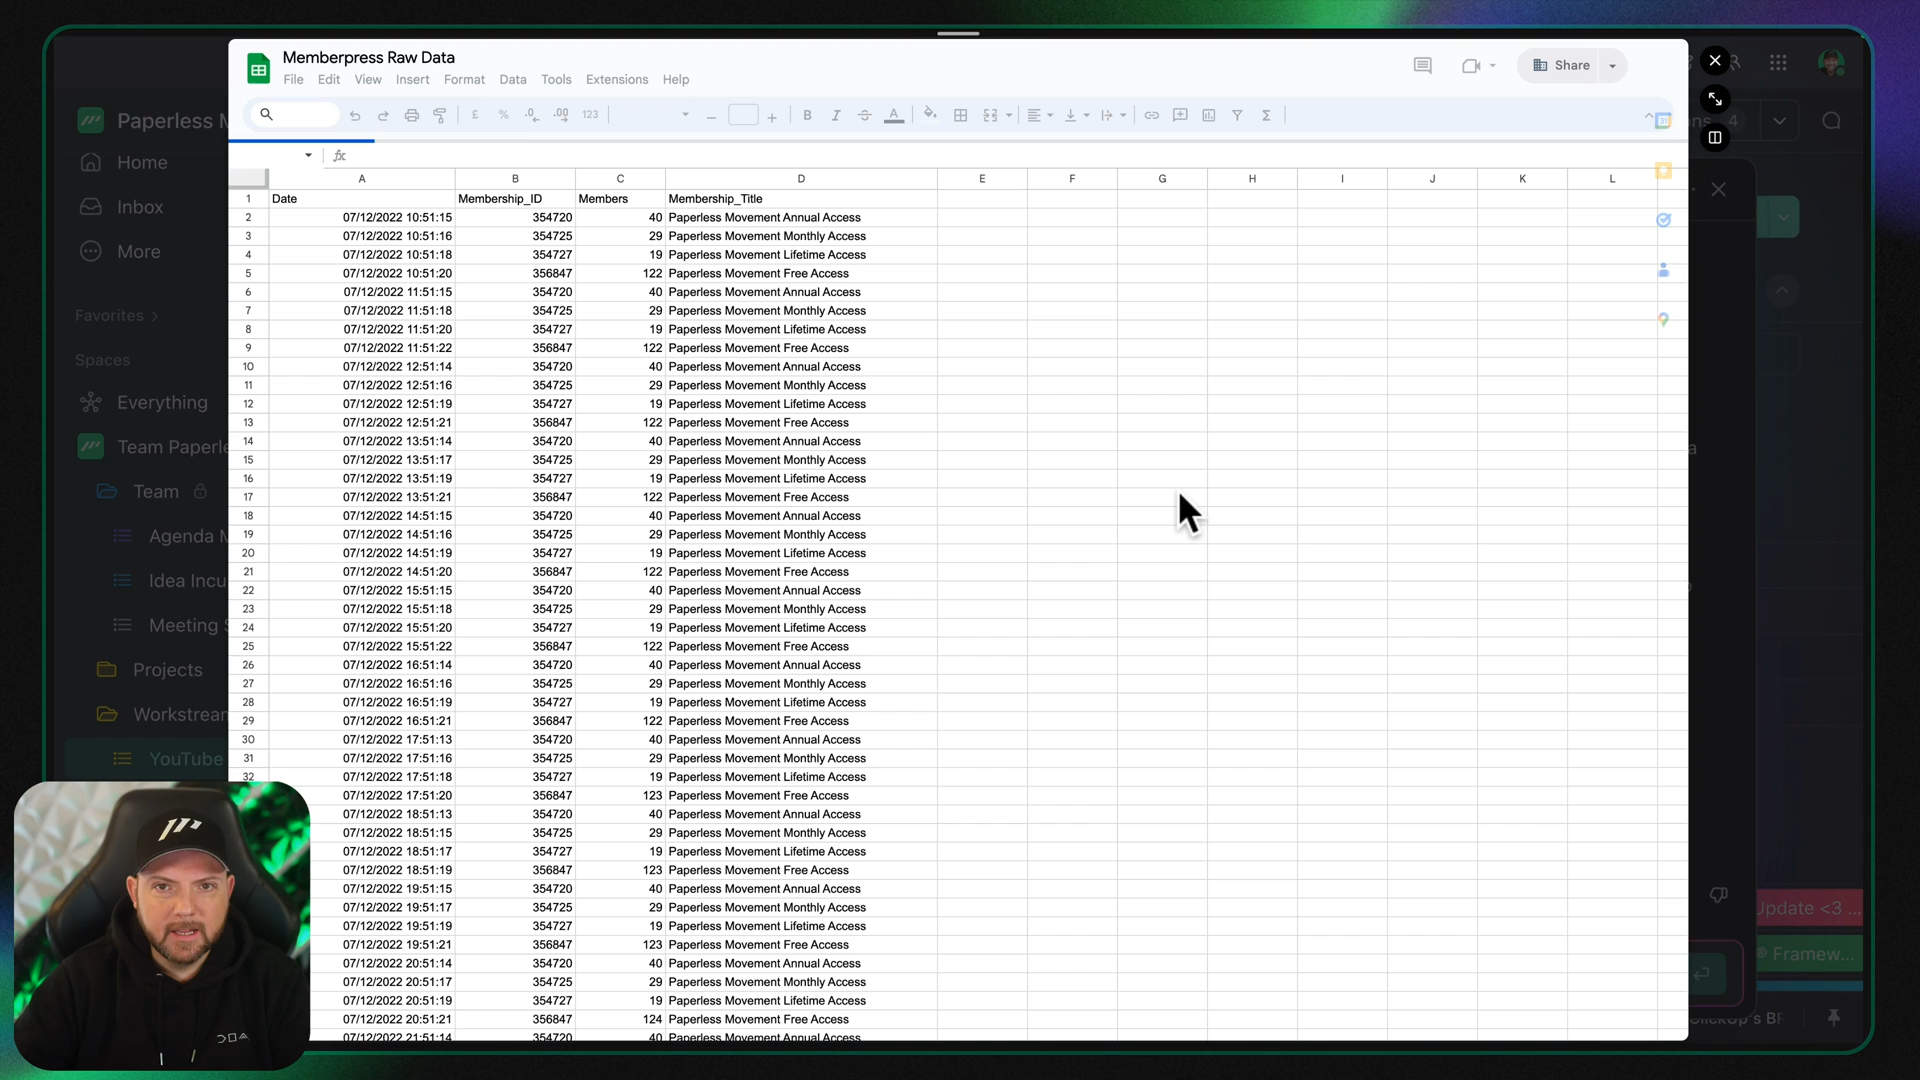 Memberpress Raw Data
File Edit View Insert Format Data Tools Extensions Help
Share
£ % .0 .00 123
B I A
fx
A B C D E F G H I J K L
1 Date Membership_ID Members Membership_Title
2 07/12/2022 10:51:15 354720 40 Paperless Movement Annual Access
3 07/12/2022 10:51:16 354725 29 Paperless Movement Monthly Access
4 07/12/2022 10:51:18 354727 19 Paperless Movement Lifetime Access
5 07/12/2022 10:51:20 356847 122 Paperless Movement Free Access
6 07/12/2022 11:51:15 354720 40 Paperless Movement Annual Access
7 07/12/2022 11:51:18 354725 29 Paperless Movement Monthly Access
8 07/12/2022 11:51:20 354727 19 Paperless Movement Lifetime Access
9 07/12/2022 11:51:22 356847 122 Paperless Movement Free Access
10 07/12/2022 12:51:14 354720 40 Paperless Movement Annual Access
11 07/12/2022 12:51:16 354725 29 Paperless Movement Monthly Access
12 07/12/2022 12:51:19 354727 19 Paperless Movement Lifetime Access
13 07/12/2022 12:51:21 356847 122 Paperless Movement Free Access
14 07/12/2022 13:51:14 354720 40 Paperless Movement Annual Access
15 07/12/2022 13:51:17 354725 29 Paperless Movement Monthly Access
16 07/12/2022 13:51:19 354727 19 Paperless Movement Lifetime Access
17 07/12/2022 13:51:21 356847 122 Paperless Movement Free Access
18 07/12/2022 14:51:15 354720 40 Paperless Movement Annual Access
19 07/12/2022 14:51:16 354725 29 Paperless Movement Monthly Access
20 07/12/2022 14:51:19 354727 19 Paperless Movement Lifetime Access
21 07/12/2022 14:51:20 356847 122 Paperless Movement Free Access
22 07/12/2022 15:51:15 354720 40 Paperless Movement Annual Access
23 07/12/2022 15:51:18 354725 29 Paperless Movement Monthly Access
24 07/12/2022 15:51:20 354727 19 Paperless Movement Lifetime Access
25 07/12/2022 15:51:22 356847 122 Paperless Movement Free Access
26 07/12/2022 16:51:14 354720 40 Paperless Movement Annual Access
27 07/12/2022 16:51:16 354725 29 Paperless Movement Monthly Access
28 07/12/2022 16:51:19 354727 19 Paperless Movement Lifetime Access
29 07/12/2022 16:51:21 356847 122 Paperless Movement Free Access
30 07/12/2022 17:51:13 354720 40 Paperless Movement Annual Access
31 07/12/2022 17:51:16 354725 29 Paperless Movement Monthly Access
32 07/12/2022 17:51:18 354727 19 Paperless Movement Lifetime Access
07/12/2022 17:51:20 356847 123 Paperless Movement Free Access
07/12/2022 18:51:13 354720 40 Paperless Movement Annual Access
07/12/2022 18:51:15 354725 29 Paperless Movement Monthly Access
07/12/2022 18:51:17 354727 19 Paperless Movement Lifetime Access
07/12/2022 18:51:19 356847 123 Paperless Movement Free Access
07/12/2022 19:51:15 354720 40 Paperless Movement Annual Access
07/12/2022 19:51:17 354725 29 Paperless Movement Monthly Access
07/12/2022 19:51:19 354727 19 Paperless Movement Lifetime Access
07/12/2022 19:51:21 356847 123 Paperless Movement Free Access
07/12/2022 20:51:14 354720 40 Paperless Movement Annual Access
07/12/2022 20:51:17 354725 29 Paperless Movement Monthly Access
07/12/2022 20:51:19 354727 19 Paperless Movement Lifetime Access
07/12/2022 20:51:21 356847 124 Paperless Movement Free Access
07/12/2022 21:51:14 354720 40 Paperless Movement Annual Access
Paperless M
Home
Inbox
More
Favorites
Spaces
Everything
Team Paperle
Team
Agenda M
Idea Incu
Meeting S
Projects
Workstrear
YouTube
4
Update <3 ...
Framew...
ClickUp's BF